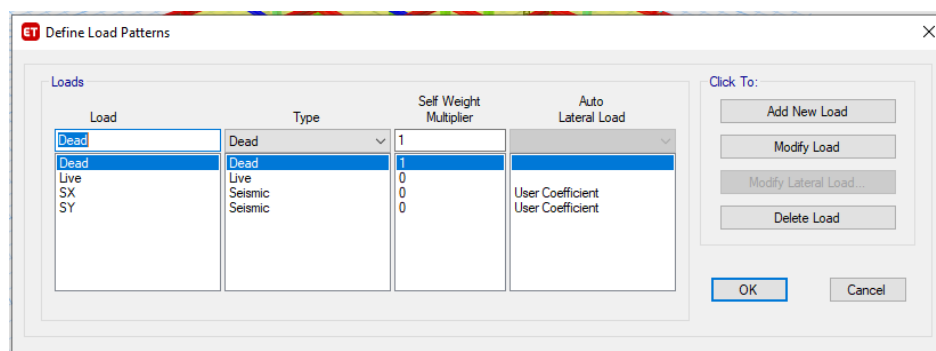 ET Define Load Patterns
Loads
Click To:
Load Type Self Weight Multiplier Auto Lateral Load
Dead Dead 1
Dead Dead 1
Live Live 0
SX Seismic 0 User Coefficient
SY Seismic 0 User Coefficient
Add New Load
Modify Load
Modify Lateral Load...
Delete Load
OK Cancel